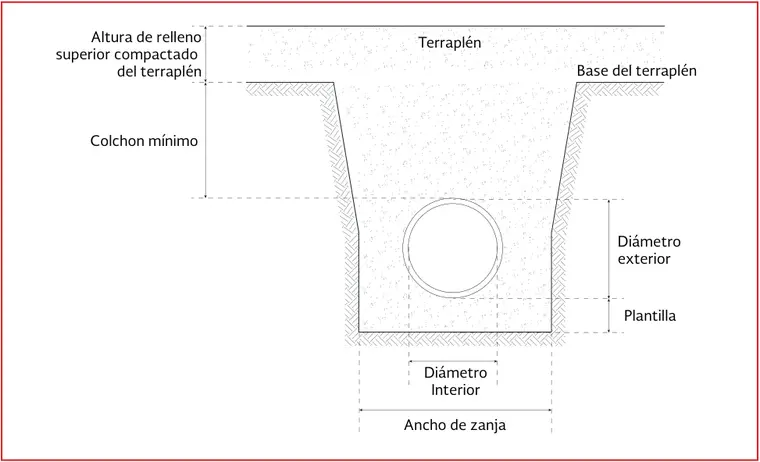 Altura de relleno
superior compactado
del terraplén
Terraplén
Base del terraplén
Colchon mínimo
Diámetro
exterior
Plantilla
Diámetro
Interior
Ancho de zanja